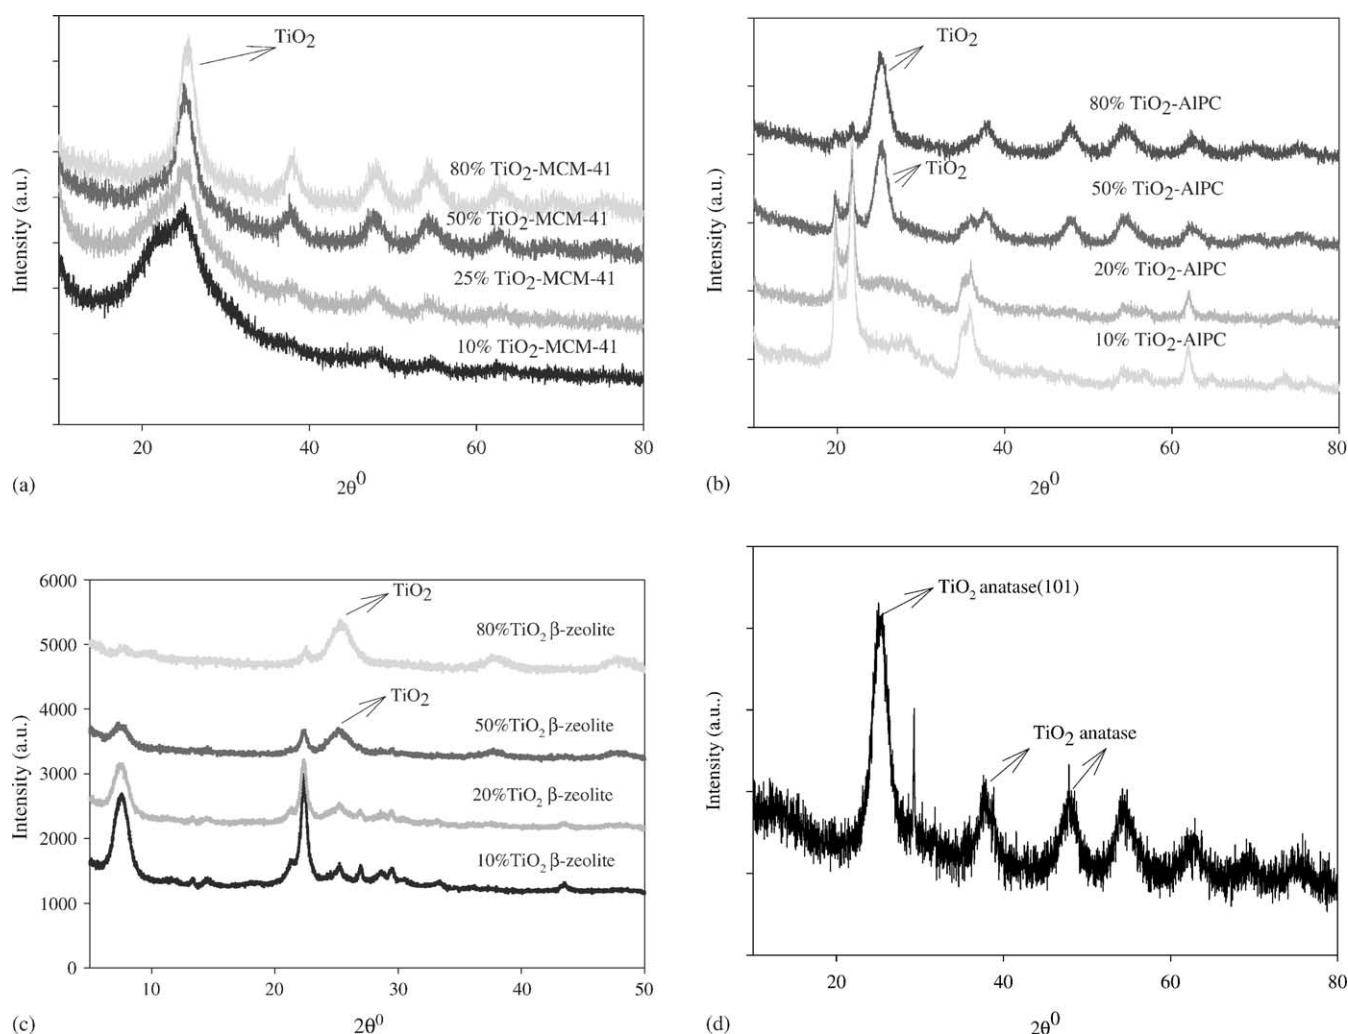 TiO2
80% TiO2-MCM-41
50% TiO2-MCM-41
25% TiO2-MCM-41
10% TiO2-MCM-41
Intensity (a.u.)
20 40 60 80
2θ0
(a)
TiO2
80% TiO2-AlPC
TiO2
50% TiO2-AlPC
20% TiO2-AlPC
10% TiO2-AlPC
Intensity (a.u.)
20 40 60 80
2θ0
(b)
6000
5000
4000
3000
2000
1000
0
TiO2
80%TiO2 β-zeolite
TiO2
50%TiO2 β-zeolite
20%TiO2 β-zeolite
10%TiO2 β-zeolite
Intensity (a.u.)
10 20 30 40 50
2θ0
(c)
TiO2 anatase(101)
TiO2 anatase
Intensity (a.u..)
20 40 60 80
2θ0
(d)